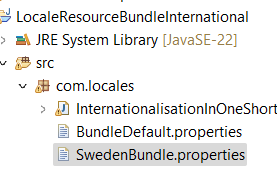 LocaleResourceBundleInternational
JRE System Library [JavaSE-22]
src
com.locales
InternationalisationInOneShort
BundleDefault.properties
SwedenBundle.properties